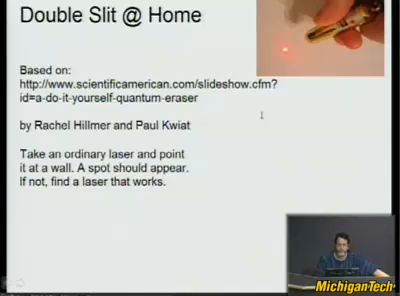 Double Slit @ Home
Based on:
http://www.scientificamerican.com/slideshow.cfm?
id=a-do-it-yourself-quantum-eraser
by Rachel Hillmer and Paul Kwiat
Take an ordinary laser and point
it at a wall. A spot should appear.
If not, find a laser that works.
MichiganTech